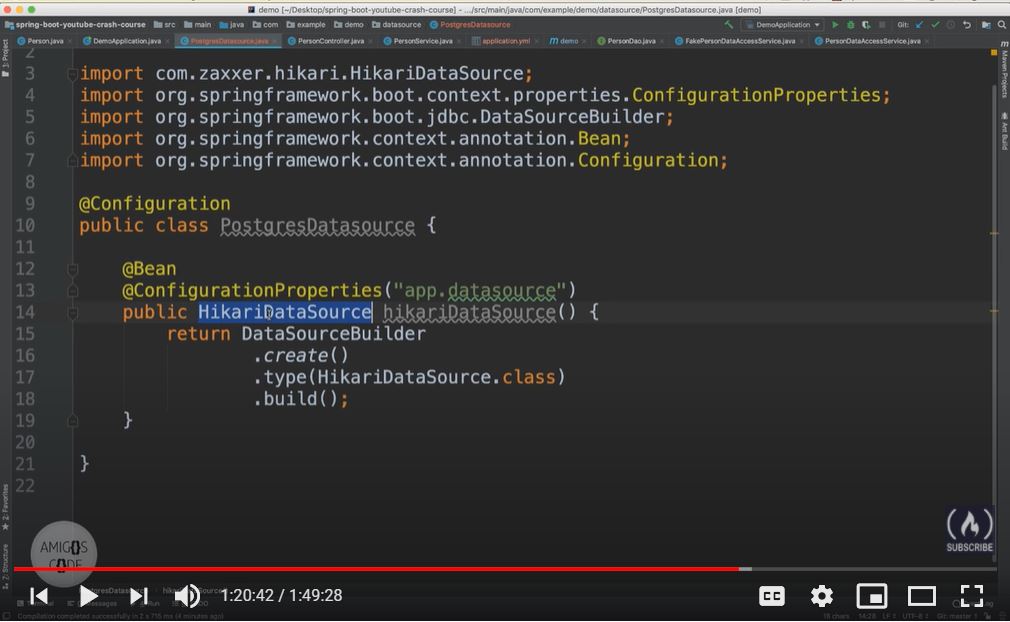 demo [~/Desktop/spring-boot-youtube-crash-course] - .../src/main/java/com/example/demo/datasource/PostgresDatasource.java [demo]
spring-boot-youtube-crash-course src main java com example demo datasource PostgresDatasource DemoApplication Git:
Person.java DemoApplication.java PostgresDatasource.java PersonController.java PersonService.java application.yml demo PersonDao.java FakePersonDataAccessService.java PersonDataAccessService.java
1: Project
Maven Projects
Ant Build
2
3 import com.zaxxer.hikari.HikariDataSource;
4 import org.springframework.boot.context.properties.ConfigurationProperties;
5 import org.springframework.boot.jdbc.DataSourceBuilder;
6 import org.springframework.context.annotation.Bean;
7 import org.springframework.context.annotation.Configuration;
8
9 @Configuration
10 public class PostgresDatasource {
11
12 @Bean
13 @ConfigurationProperties("app.datasource")
14 public HikariDataSource hikariDataSource() {
15 return DataSourceBuilder
16 .create()
17 .type(HikariDataSource.class)
18 .build();
19 }
20
21 }
22
2: Favorites
Z: Structure
AMIGOS
CODE
SUBSCRIBE
1:20:42 / 1:49:28
CC
Compilation completed successfully in 2 s 715 ms (4 minutes ago)
18 chars 14:28 LF UTF-8 Git: master